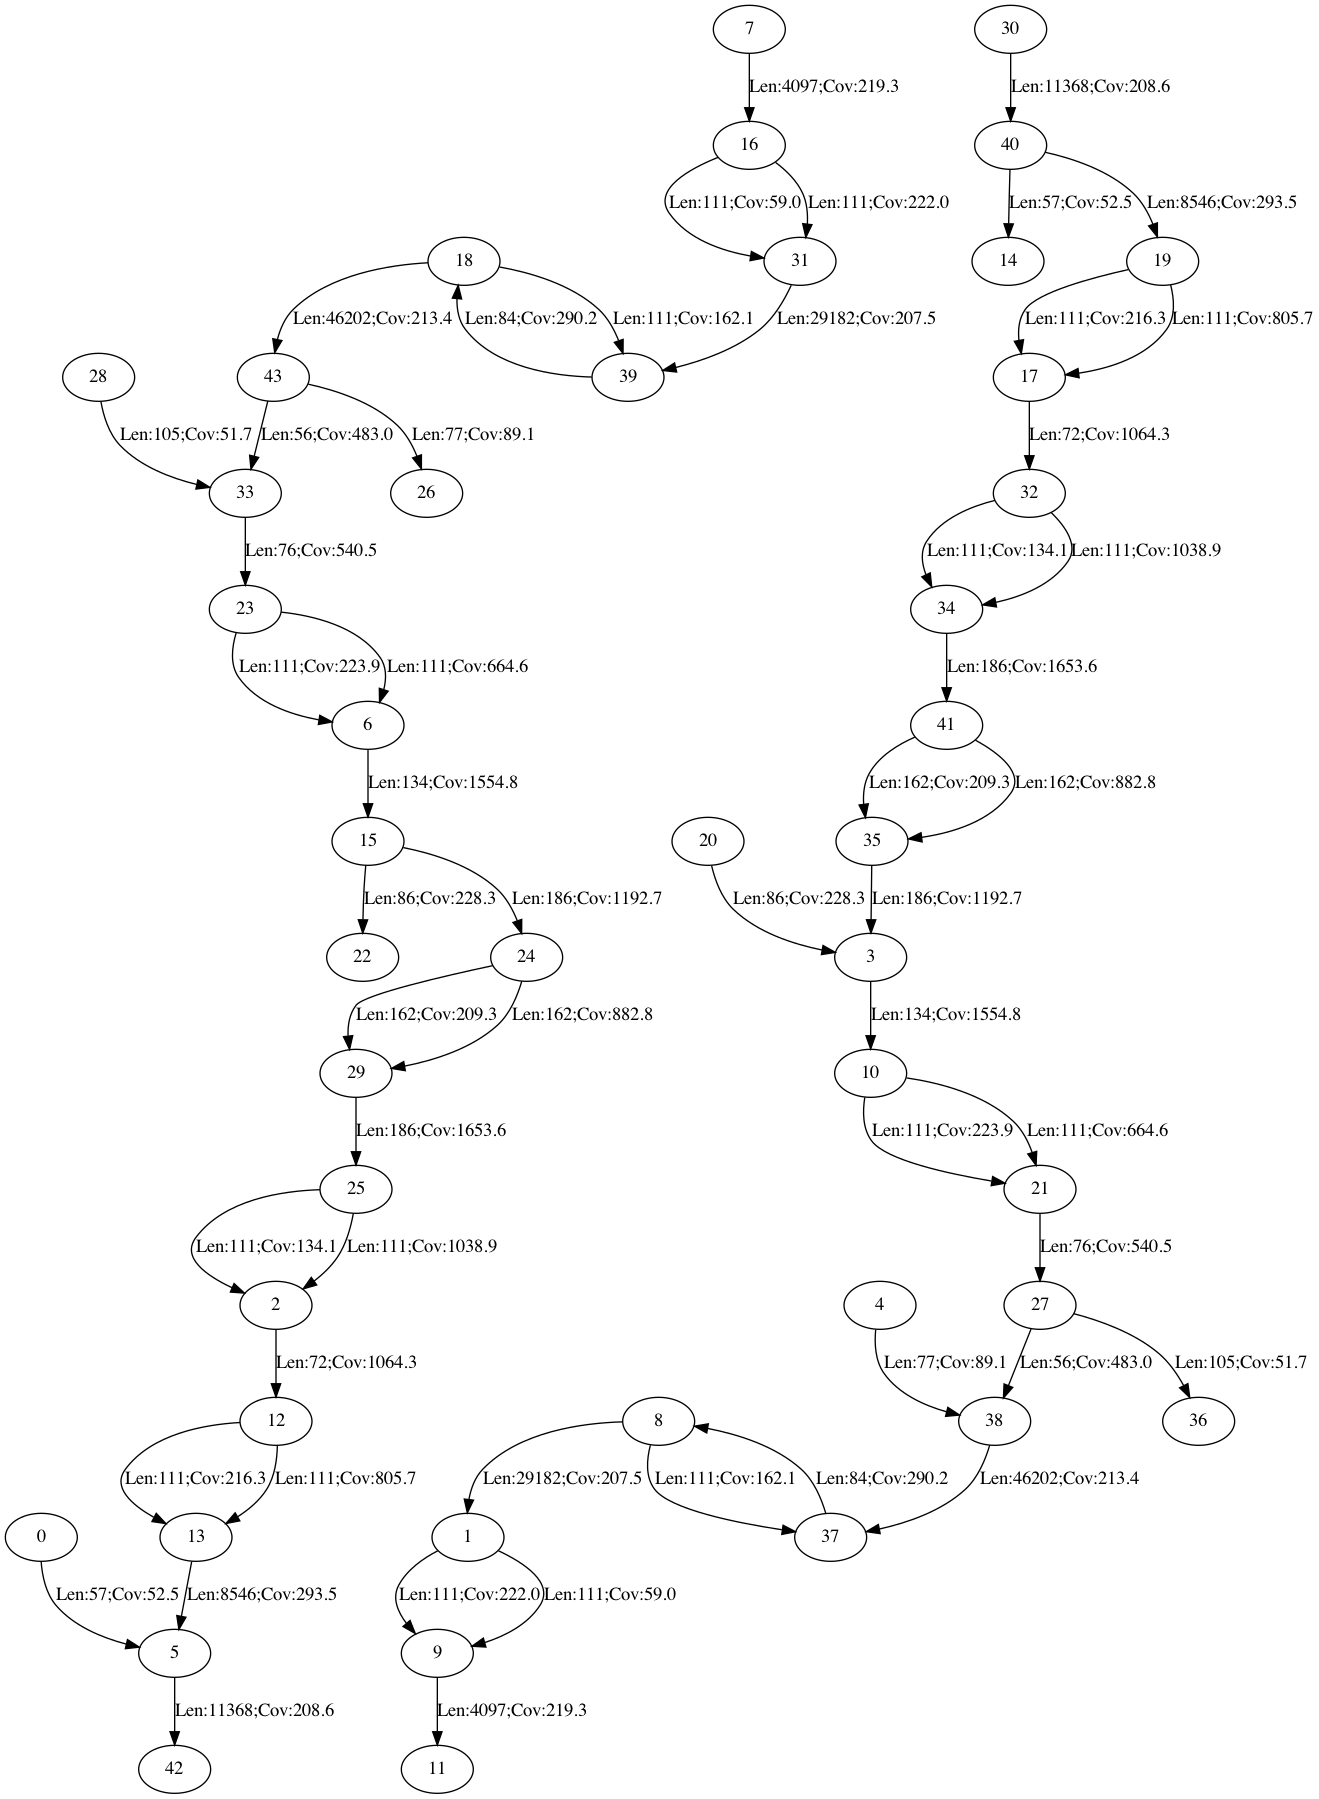 7 30
Len:4097;Cov:219.3 Len:11368;Cov:208.6
16 40
Len:111;Cov:59.0 Len:111;Cov:222.0 Len:57;Cov:52.5 Len:8546;Cov:293.5
18 31 14 19
Len:46202;Cov:213.4 Len:84;Cov:290.2 Len:111;Cov:162.1 Len:29182;Cov:207.5 Len:111;Cov:216.3 Len:111;Cov:805.7
28 43 39 17
Len:105;Cov:51.7 Len:56;Cov:483.0 Len:77;Cov:89.1 Len:72;Cov:1064.3
33 26 32
Len:76;Cov:540.5 Len:111;Cov:134.1 Len:111;Cov:1038.9
23 34
Len:111;Cov:223.9 Len:111;Cov:664.6 Len:186;Cov:1653.6
6 41
Len:134;Cov:1554.8 Len:162;Cov:209.3 Len:162;Cov:882.8
15 20 35
Len:86;Cov:228.3 Len:186;Cov:1192.7 Len:86;Cov:228.3 Len:186;Cov:1192.7
22 24 3
Len:162;Cov:209.3 Len:162;Cov:882.8 Len:134;Cov:1554.8
29 10
Len:186;Cov:1653.6 Len:111;Cov:223.9 Len:111;Cov:664.6
25 21
Len:111;Cov:134.1 Len:111;Cov:1038.9 Len:76;Cov:540.5
2 4 27
Len:72;Cov:1064.3 Len:77;Cov:89.1 Len:56;Cov:483.0 Len:105;Cov:51.7
12 8 38 36
Len:111;Cov:216.3 Len:111;Cov:805.7 Len:29182;Cov:207.5 Len:111;Cov:162.1 Len:84;Cov:290.2 Len:46202;Cov:213.4
0 13 1 37
Len:57;Cov:52.5 Len:8546;Cov:293.5 Len:111;Cov:222.0 Len:111;Cov:59.0
5 9
Len:11368;Cov:208.6 Len:4097;Cov:219.3
42 11